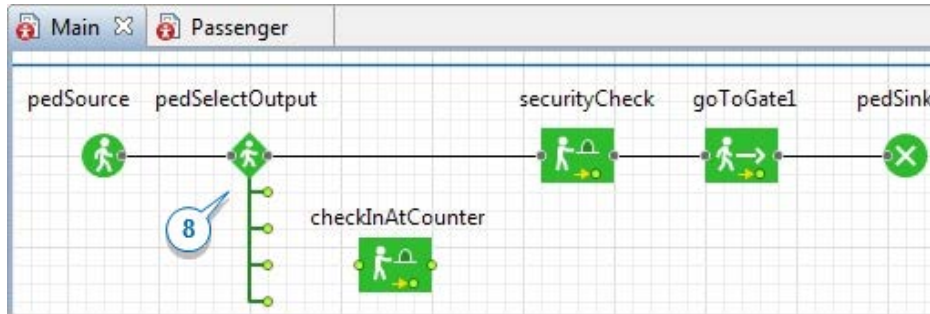 Main
Passenger
pedSource pedSelectOutput securityCheck goToGate1 pedSink
8
checkInAtCounter